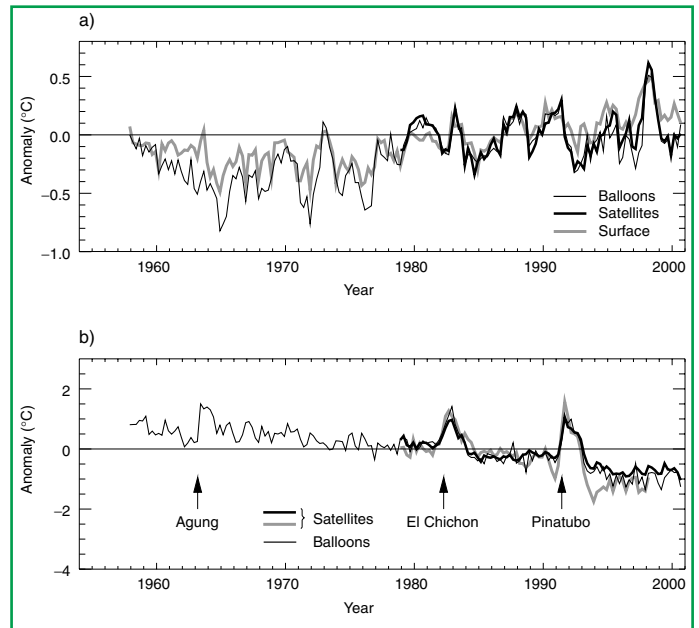 a)
0.5
0.0
−0.5
−1.0
Anomaly (°C)
Balloons
Satellites
Surface
1960 1970 1980 1990 2000
Year
b)
2
0
−2
−4
Anomaly (°C)
Agung
Satellites
Balloons
El Chichon
Pinatubo
1960 1970 1980 1990 2000
Year